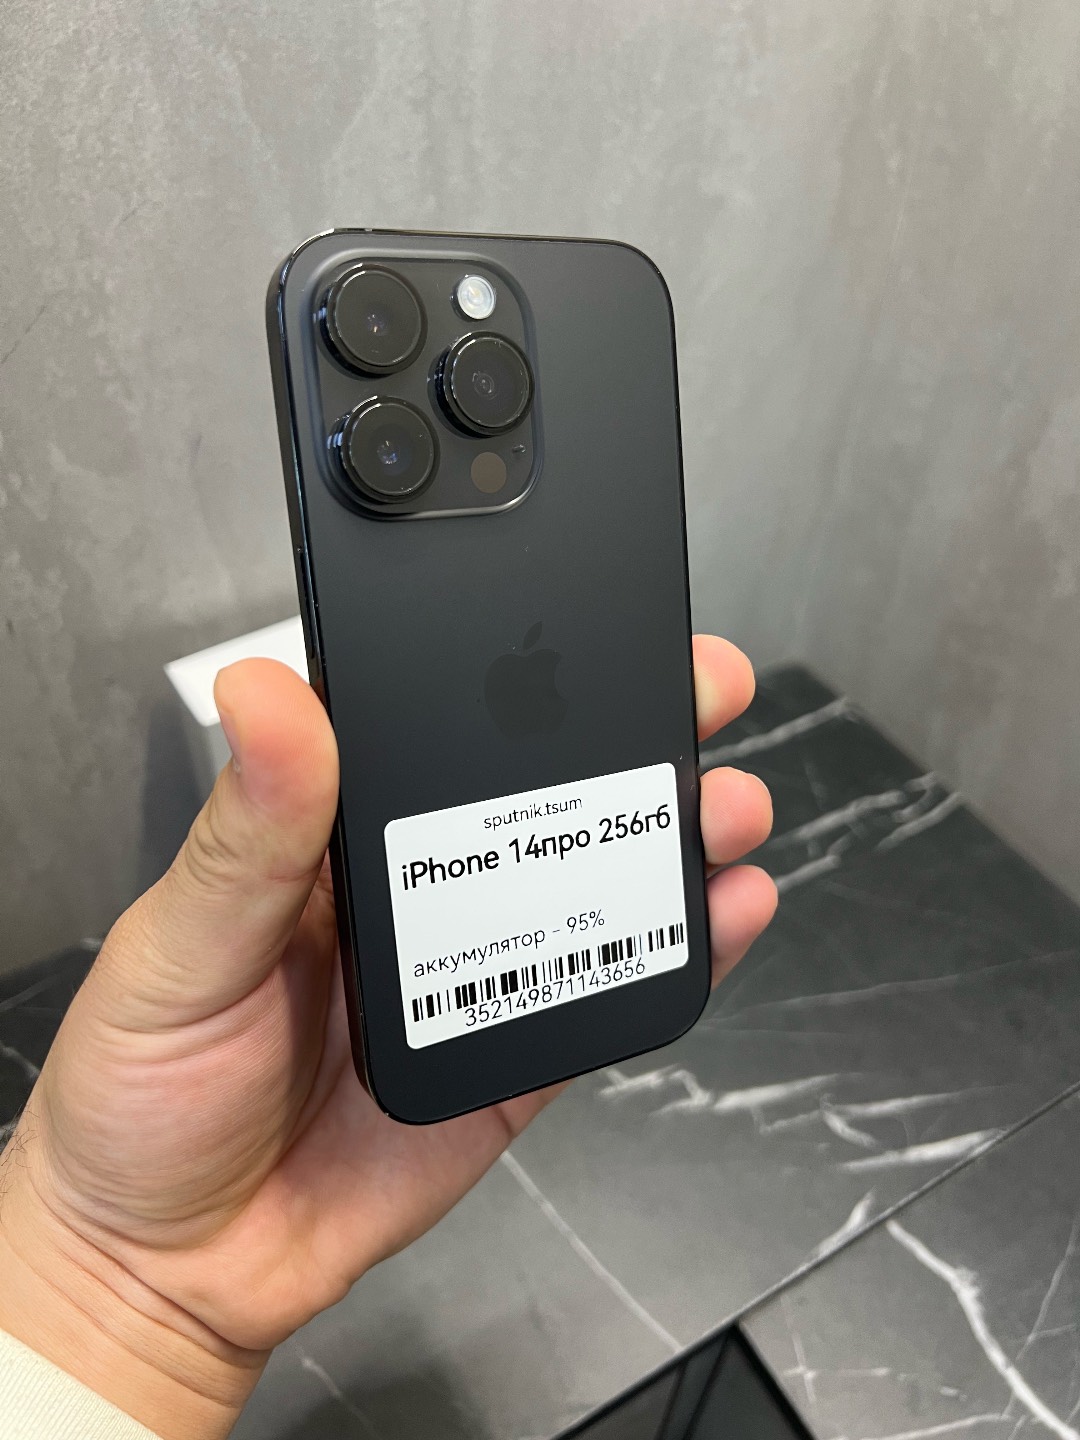 sputnik.tsum
iPhone 14про 256гб
аккумулятор - 95%
352149871143656